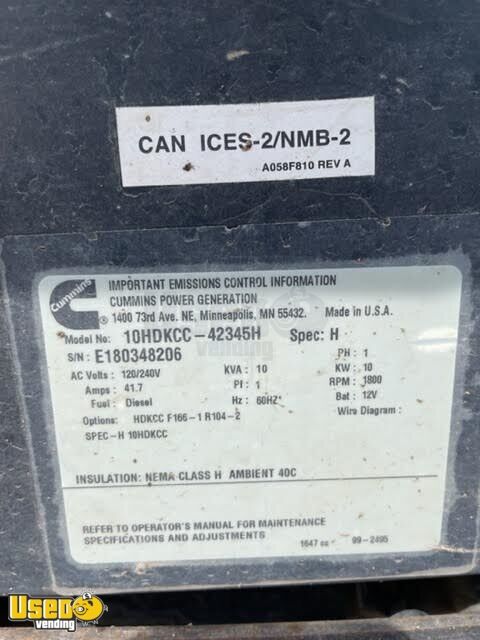 CAN ICES-2/NMB-2
A058F810 REV A
Cummins
IMPORTANT EMISSIONS CONTROL INFORMATION
CUMMINS POWER GENERATION
® 1400 73rd Ave. NE, Minneapolis, MN 55432. Made in U.S.A.
Model No: 10HDKCC-42345H Spec: H
S/N : E180348206 PH : 1
AC Volts : 120/240V KVA : 10 KW : 10
Amps : 41.7 PI : 1 RPM : 1800
Fuel : Diesel Hz : 60HZ* Bat : 12V
Options: HDKCC F166-1 R104-2 Wire Diagram :
SPEC-H 10HDKCC
INSULATION: NEMA CLASS H AMBIENT 40C
REFER TO OPERATOR'S MANUAL FOR MAINTENANCE
SPECIFICATIONS AND ADJUSTMENTS 1647 cc 99-2495
Used vending